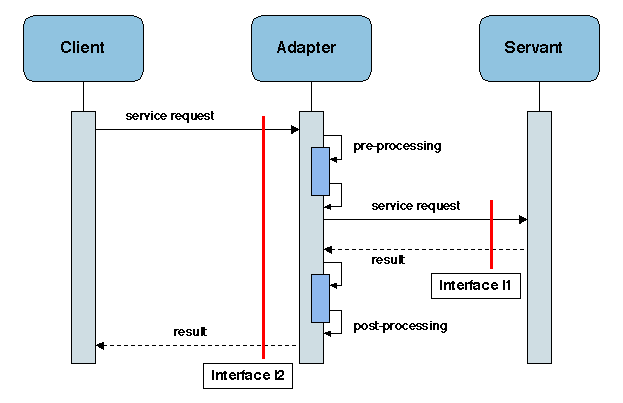 Client
Adapter
Servant
service request
pre-processing
service request
result
Interface I1
post-processing
result
Interface I2